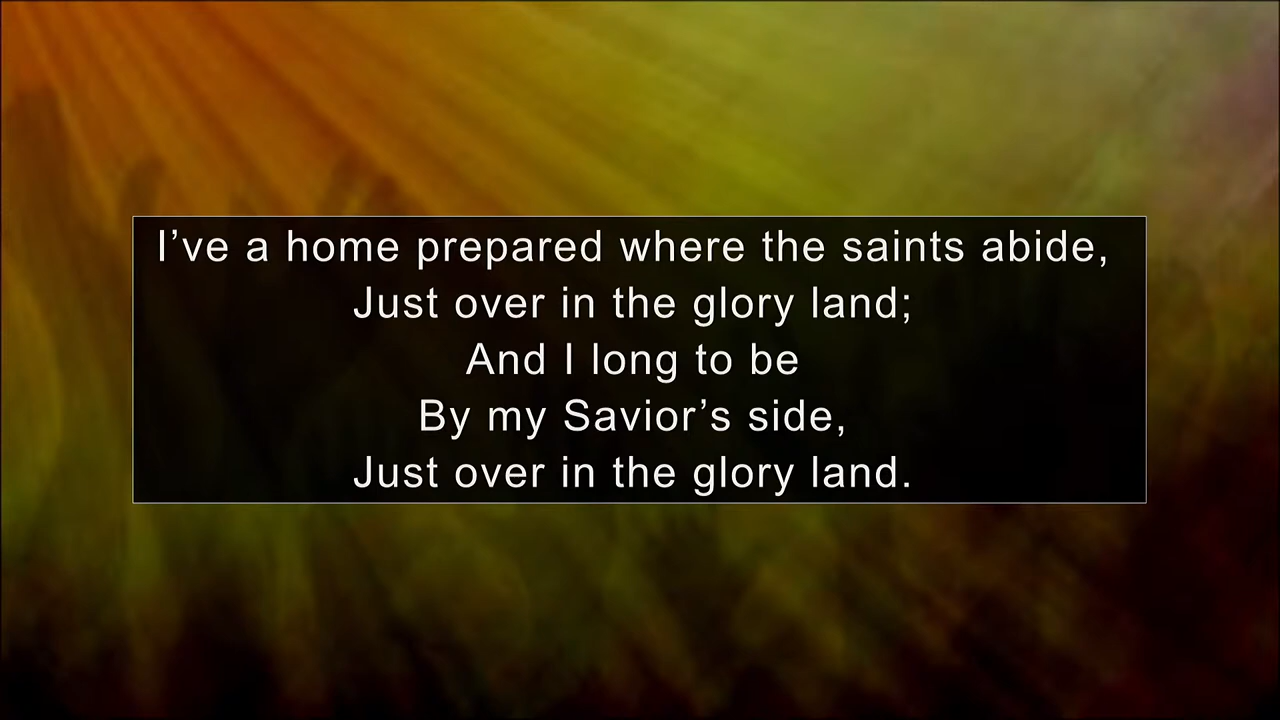 I’ve a home prepared where the saints abide,
Just over in the glory land;
And I long to be
By my Savior’s side,
Just over in the glory land.